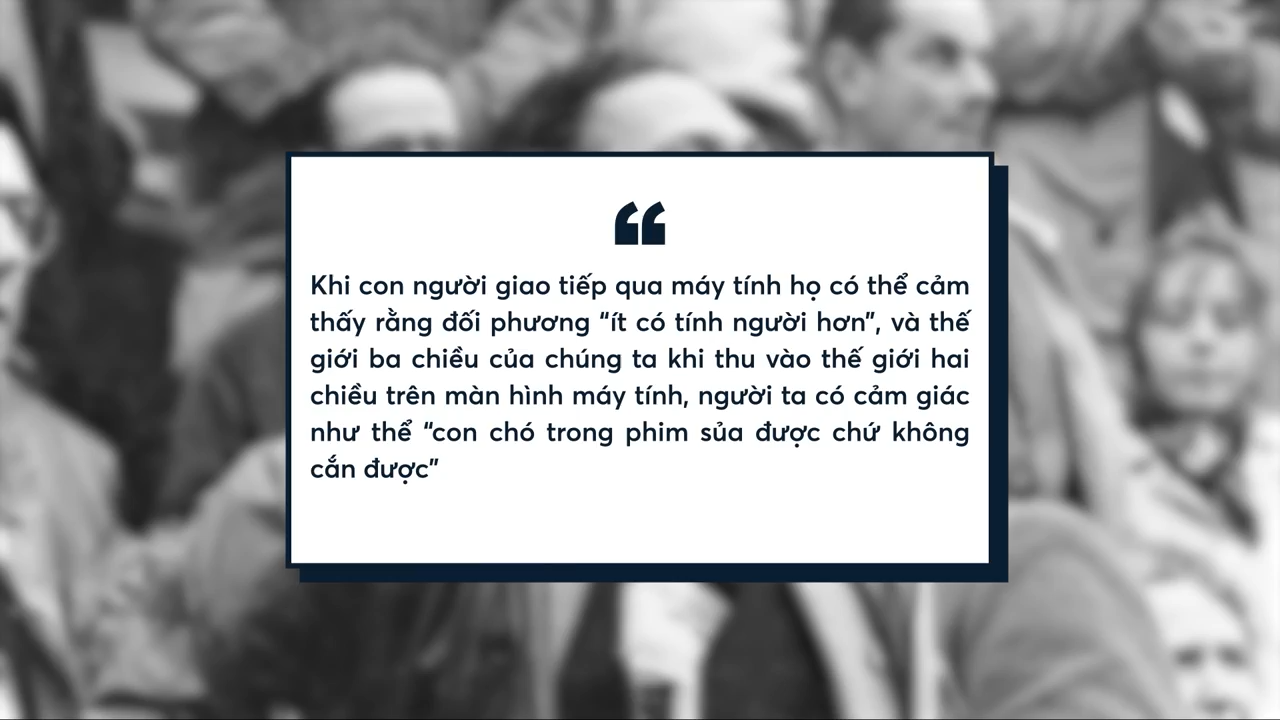 “
Khi con người giao tiếp qua máy tính họ có thể cảm
thấy rằng đối phương “ít có tính người hơn”, và thế
giới ba chiều của chúng ta khi thu vào thế giới hai
chiều trên màn hình máy tính, người ta có cảm giác
như thể “con chó trong phim sủa được chứ không
cắn được”